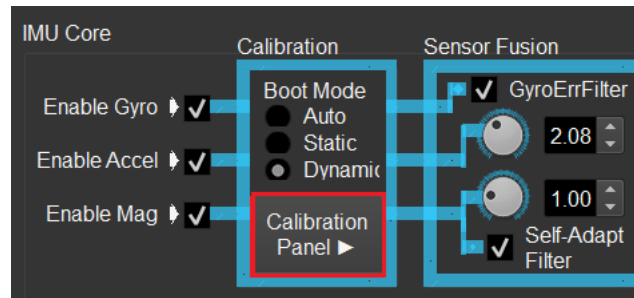 IMU Core
Calibration
Sensor Fusion
Enable Gyro
Enable Accel
Enable Mag
Boot Mode
Auto
Static
Dynamic
Calibration
Panel ►
GyroErrFilter
2.08
1.00
Self-Adapt
Filter